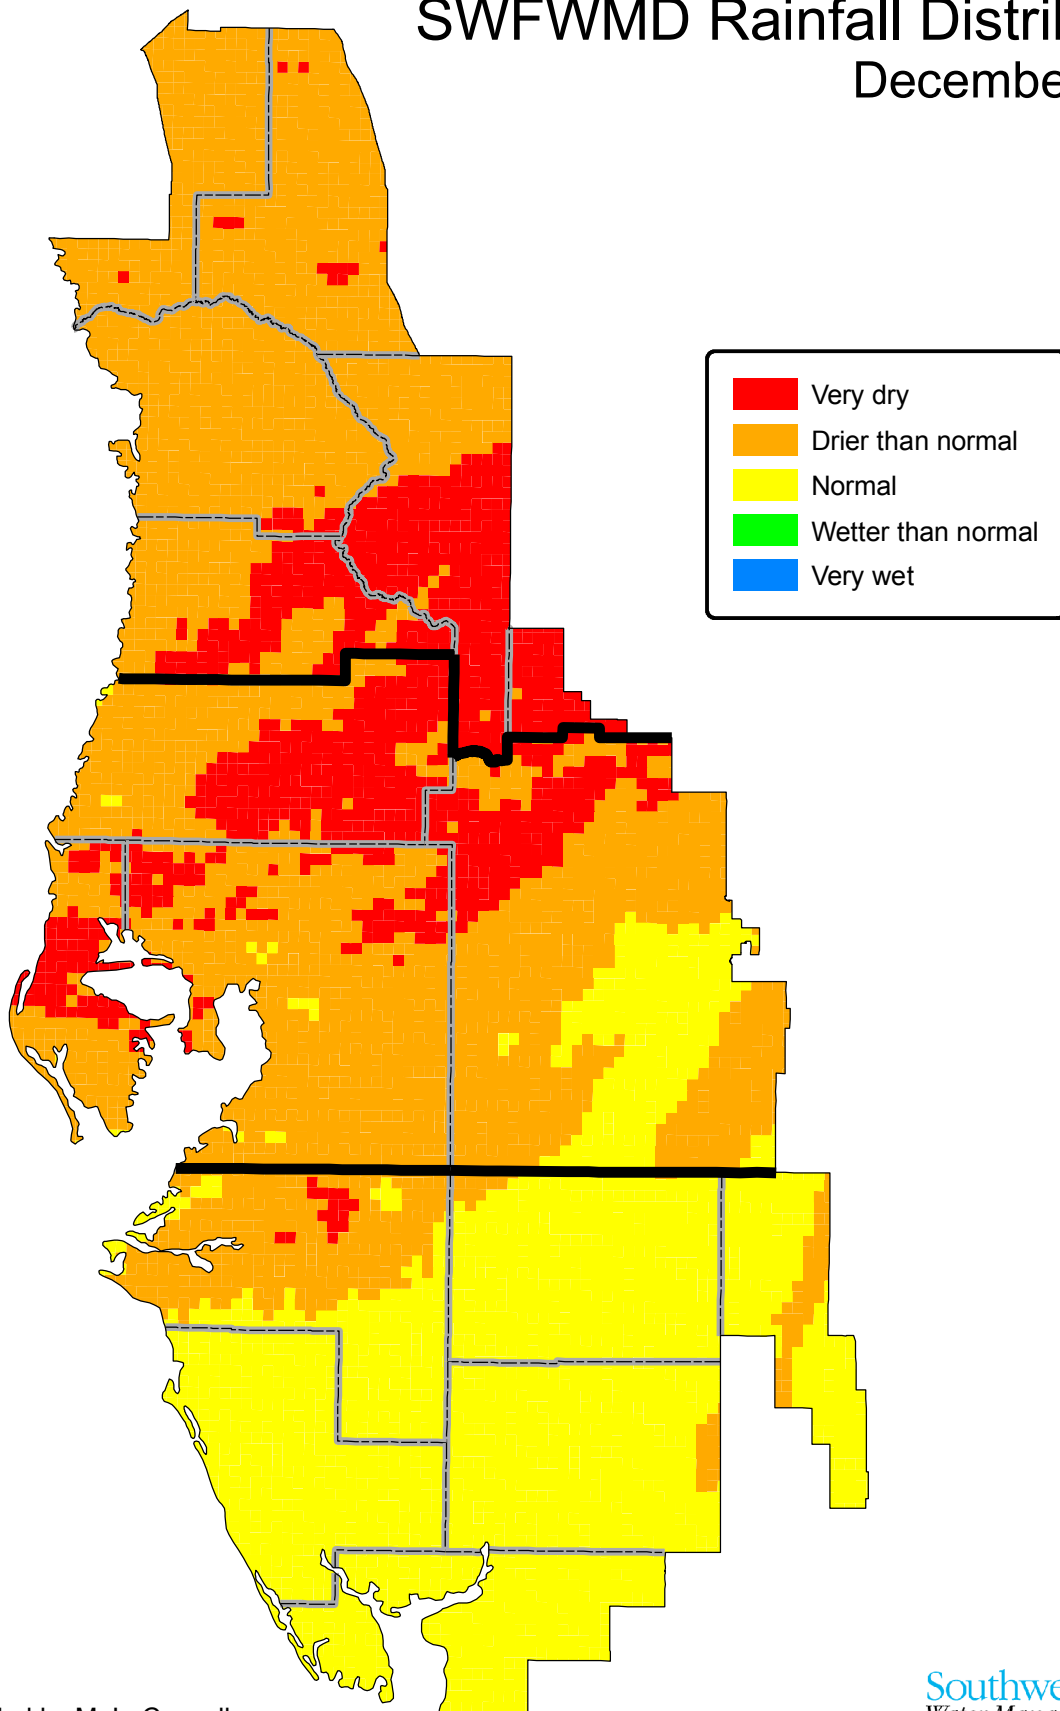 SWFWMD Rainfall Distri
Decembe
Very dry
Drier than normal
Normal
Wetter than normal
Very wet
Southwe